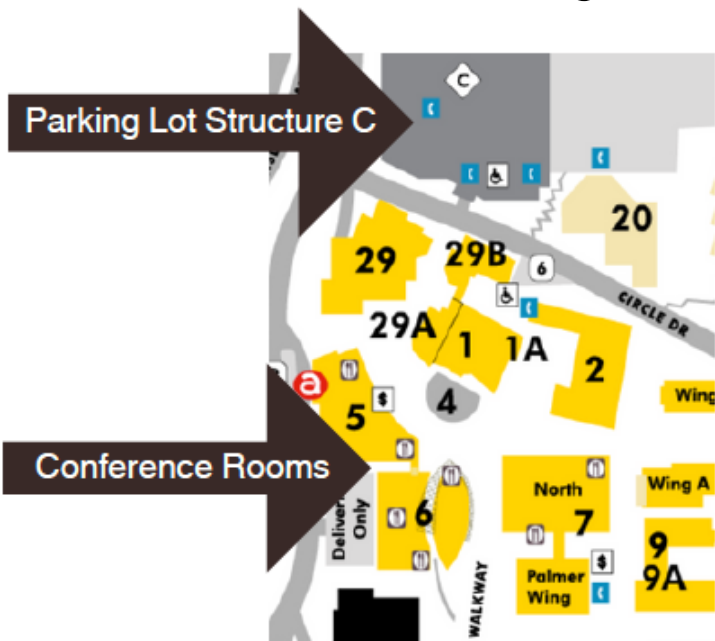 C
Parking Lot Structure C
20
29
29B
6
CIRCLE DR
29A
1
1A
2
a
5
$
4
Wing
Conference Rooms
Deliveri
Only
6
North
7
Wing A
9
9A
$
Palmer
Wing
WALKWAY